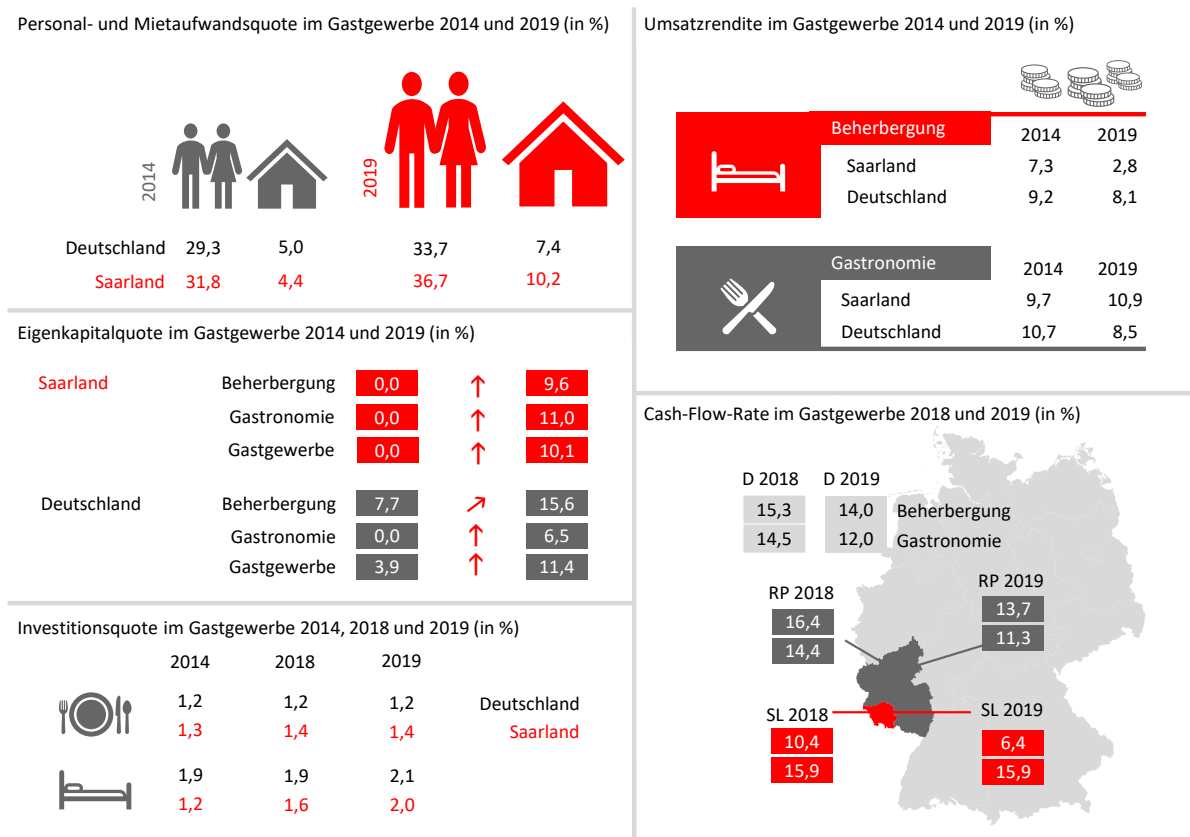 Personal- und Mietaufwandsquote im Gastgewerbe 2014 und 2019 (in %)
2014
2019
Deutschland 29,3 5,0 33,7 7,4
Saarland 31,8 4,4 36,7 10,2
Eigenkapitalquote im Gastgewerbe 2014 und 2019 (in %)
Saarland Beherbergung 0,0 ↑ 9,6
Gastronomie 0,0 ↑ 11,0
Gastgewerbe 0,0 ↑ 10,1
Deutschland Beherbergung 7,7 ↗ 15,6
Gastronomie 0,0 ↑ 6,5
Gastgewerbe 3,9 ↑ 11,4
Investitionsquote im Gastgewerbe 2014, 2018 und 2019 (in %)
2014 2018 2019
1,2 1,2 1,2 Deutschland
1,3 1,4 1,4 Saarland
1,9 1,9 2,1
1,2 1,6 2,0
Umsatzrendite im Gastgewerbe 2014 und 2019 (in %)
Beherbergung 2014 2019
Saarland 7,3 2,8
Deutschland 9,2 8,1
Gastronomie 2014 2019
Saarland 9,7 10,9
Deutschland 10,7 8,5
Cash-Flow-Rate im Gastgewerbe 2018 und 2019 (in %)
D 2018 D 2019
15,3 14,0 Beherbergung
14,5 12,0 Gastronomie
RP 2018 RP 2019
16,4 13,7
14,4 11,3
SL 2018 SL 2019
10,4 6,4
15,9 15,9